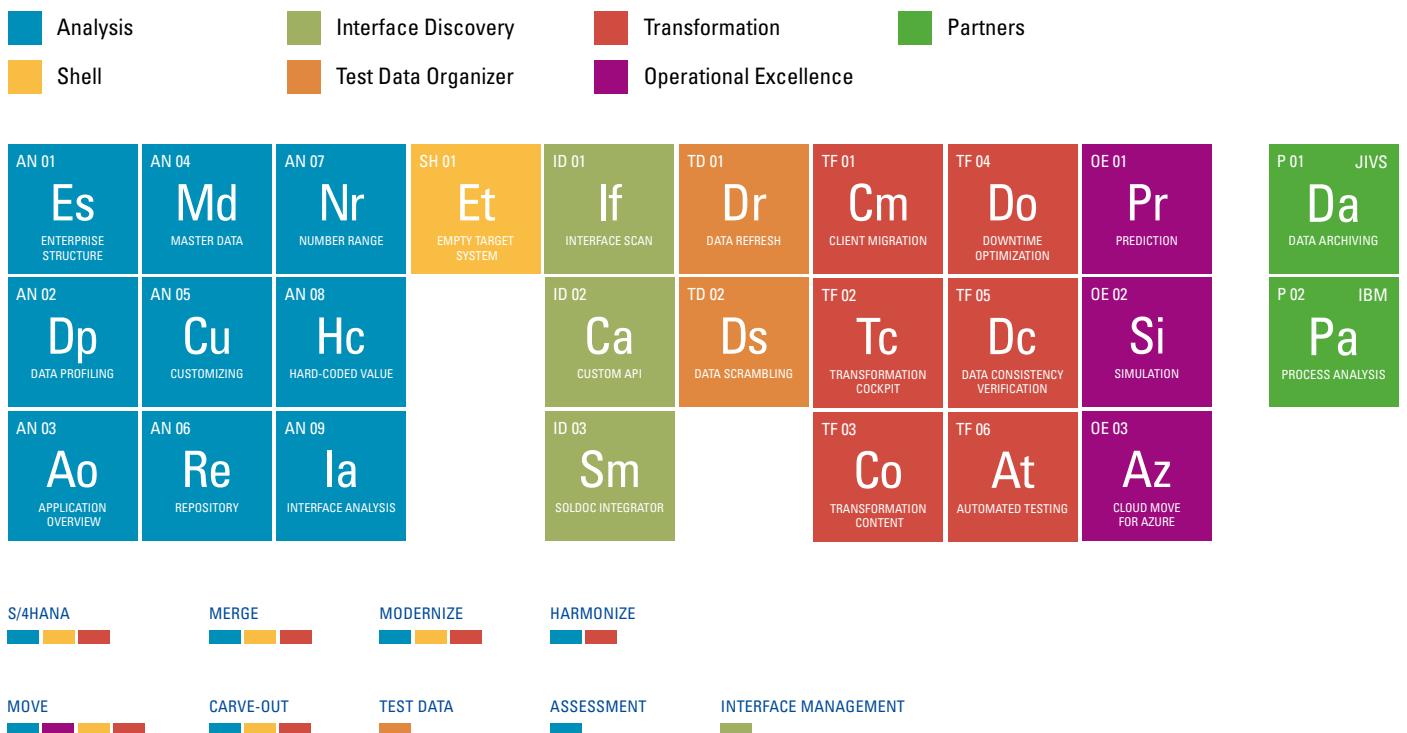 Analysis
Interface Discovery
Transformation
Partners
Shell
Test Data Organizer
Operational Excellence
AN 01
Es
ENTERPRISE
STRUCTURE
AN 04
Md
MASTER DATA
AN 07
Nr
NUMBER RANGE
SH 01
Et
EMPTY TARGET
SYSTEM
ID 01
If
INTERFACE SCAN
TD 01
Dr
DATA REFRESH
TF 01
Cm
CLIENT MIGRATION
TF 04
Do
DOWNTIME
OPTIMIZATION
OE 01
Pr
PREDICTION
P 01 JIVS
Da
DATA ARCHIVING
AN 02
Dp
DATA PROFILING
AN 05
Cu
CUSTOMIZING
AN 08
Hc
HARD-CODED VALUE
ID 02
Ca
CUSTOM API
TD 02
Ds
DATA SCRAMBLING
TF 02
Tc
TRANSFORMATION
COCKPIT
TF 05
Dc
DATA CONSISTENCY
VERIFICATION
OE 02
Si
SIMULATION
P 02 IBM
Pa
PROCESS ANALYSIS
AN 03
Ao
APPLICATION
OVERVIEW
AN 06
Re
REPOSITORY
AN 09
Ia
INTERFACE ANALYSIS
ID 03
Sm
SOLDOC INTEGRATOR
TF 03
Co
TRANSFORMATION
CONTENT
TF 06
At
AUTOMATED TESTING
OE 03
Az
CLOUD MOVE
FOR AZURE
S/4HANA
MERGE
MODERNIZE
HARMONIZE
MOVE
CARVE-OUT
TEST DATA
ASSESSMENT
INTERFACE MANAGEMENT